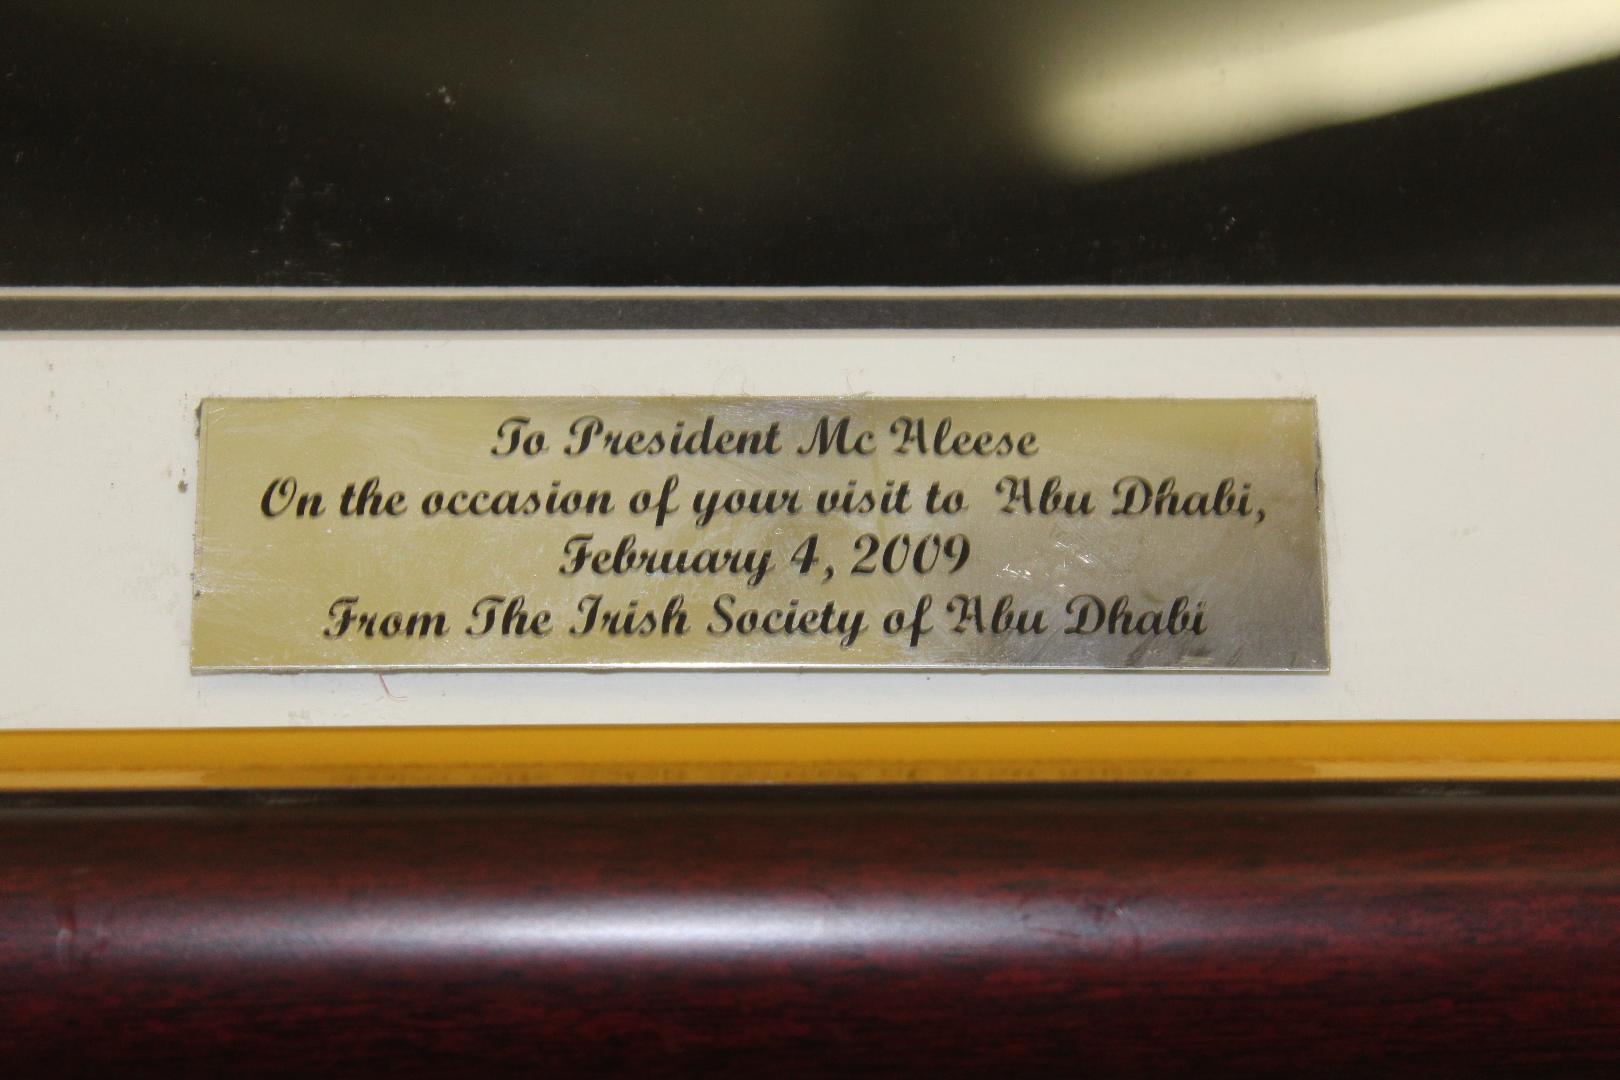 To President Mc Aleese
On the occasion of your visit to Abu Dhabi,
February 4, 2009
From The Irish Society of Abu Dhabi